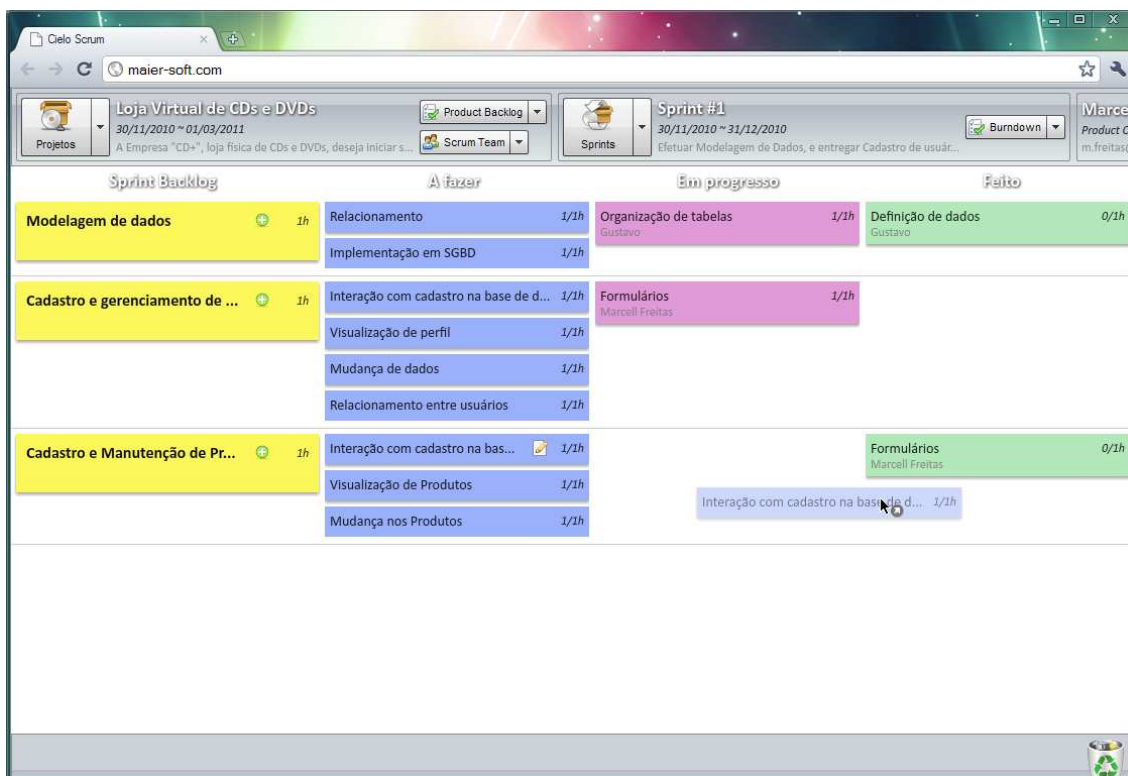 Cielo Scrum
maier-soft.com
Projetos
Loja Virtual de CDs e DVDs
30/11/2010 ~ 01/03/2011
A Empresa "CD+", loja física de CDs e DVDs, deseja iniciar s...
Product Backlog
Scrum Team
Sprints
Sprint #1
30/11/2010 ~ 31/12/2010
Efetuar Modelagem de Dados, e entregar Cadastro de usuár...
Burndown
Marce
Product C
m.freitas
Sprint Backlog
A fazer
Em progresso
Feito
Modelagem de dados 1h
Relacionamento 1/1h
Implementação em SGBD 1/1h
Organização de tabelas 1/1h
Gustavo
Definição de dados 0/1h
Gustavo
Cadastro e gerenciamento de ... 1h
Interação com cadastro na base de d... 1/1h
Visualização de perfil 1/1h
Mudança de dados 1/1h
Relacionamento entre usuários 1/1h
Formulários 1/1h
Marcell Freitas
Cadastro e Manutenção de Pr... 1h
Interação com cadastro na bas... 1/1h
Visualização de Produtos 1/1h
Mudança nos Produtos 1/1h
Formulários 0/1h
Marcell Freitas
Interação com cadastro na base de d... 1/1h